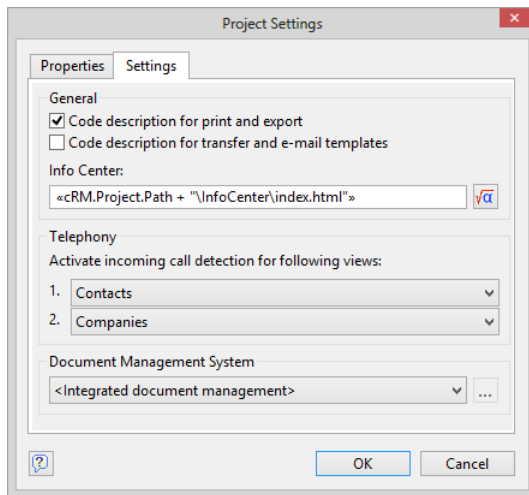 Project Settings
Properties
Settings
General
Code description for print and export
Code description for transfer and e-mail templates
Info Center:
«cRM.Project.Path + "\InfoCenter\index.html"»
√α
Telephony
Activate incoming call detection for following views:
1. Contacts
2. Companies
Document Management System
<Integrated document management>
...
?
OK
Cancel